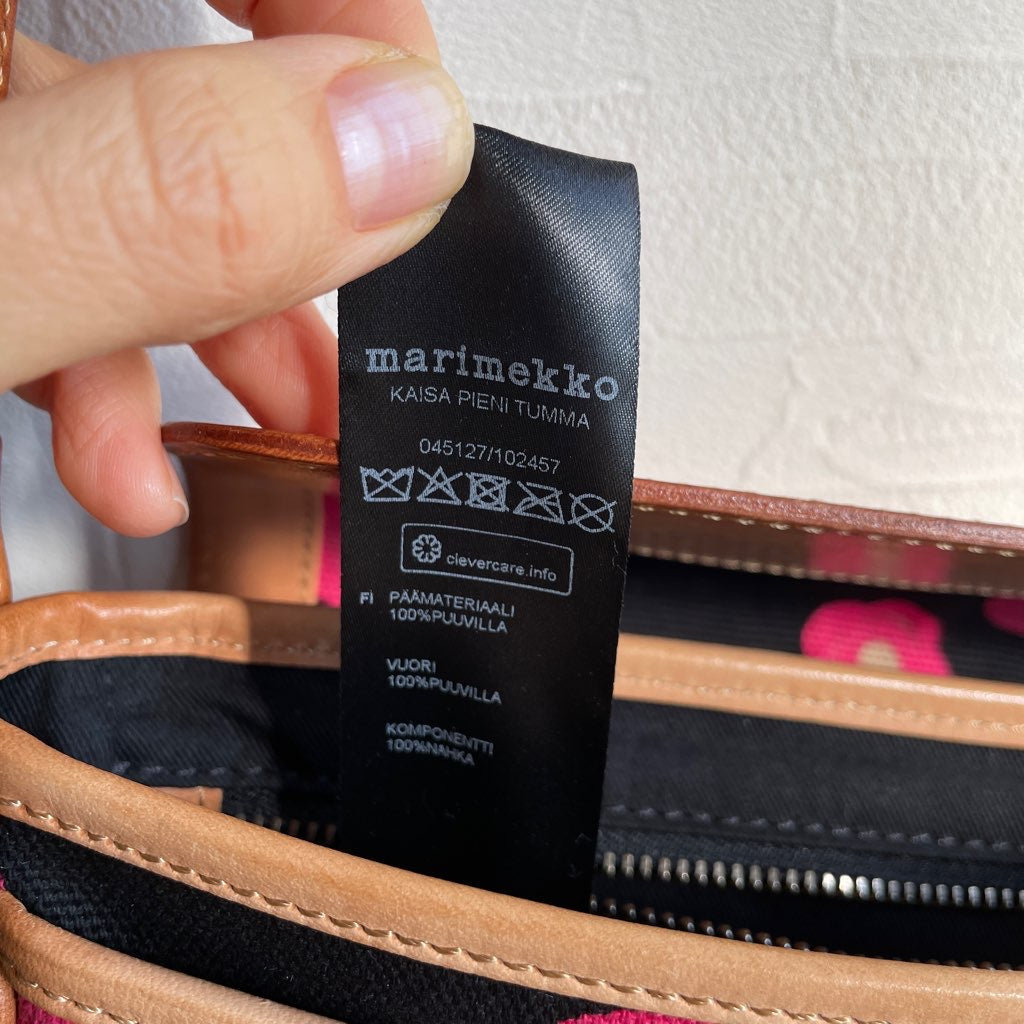 marimekko
KAISA PIENI TUMMA
045127/102457
clevercare.info
FI PÄÄMATERIAALI
100%PUUVILLA
VUORI
100%PUUVILLA
KOMPONENTTI
100%NAHKA